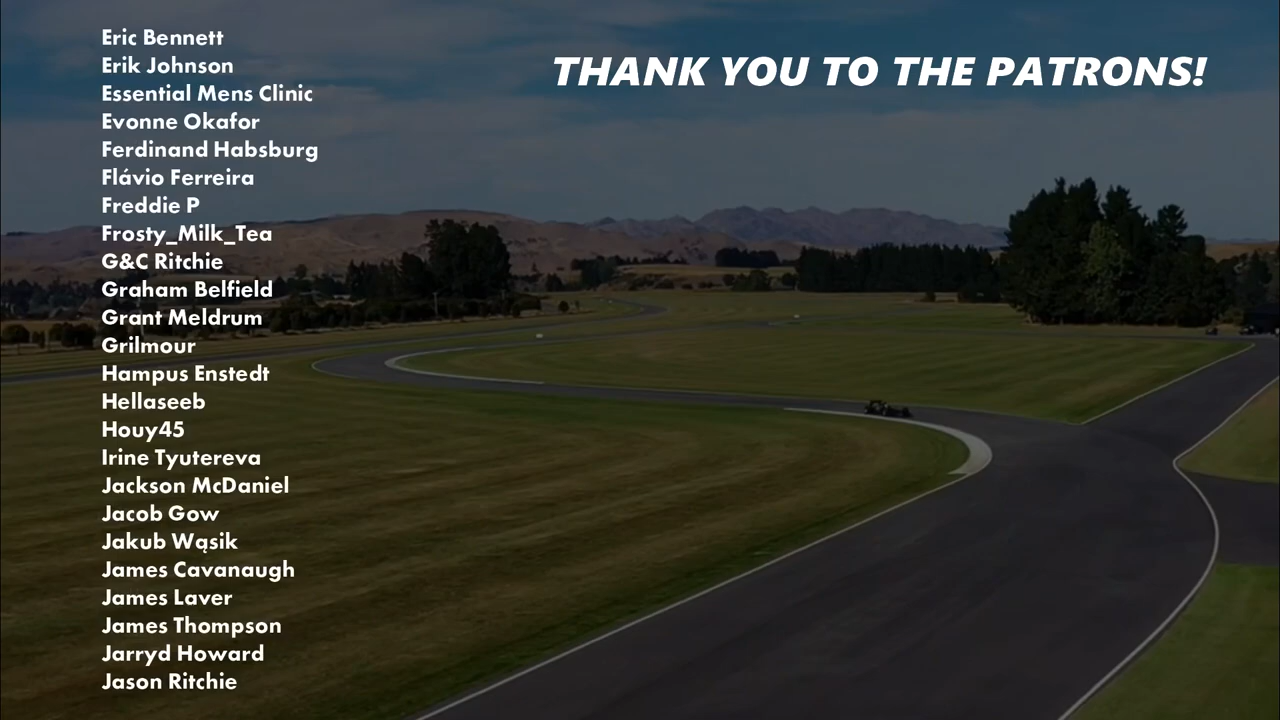 Eric Bennett
Erik Johnson
Essential Mens Clinic
Evonne Okafor
Ferdinand Habsburg
Flávio Ferreira
Freddie P
Frosty_Milk_Tea
G&C Ritchie
Graham Belfield
Grant Meldrum
Grilmour
Hampus Enstedt
Hellaseeb
Houy45
Irine Tyutereva
Jackson McDaniel
Jacob Gow
Jakub Wąsik
James Cavanaugh
James Laver
James Thompson
Jarryd Howard
Jason Ritchie
THANK YOU TO THE PATRONS!